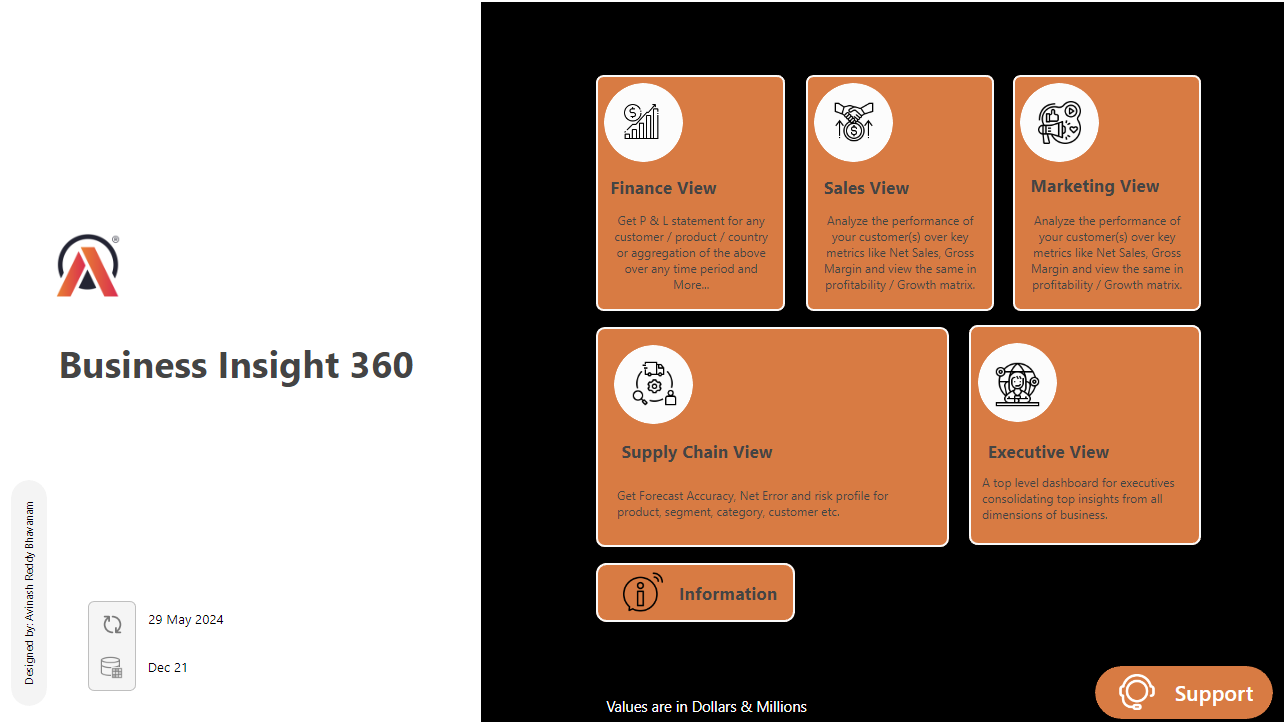 ®
Business Insight 360
Designed by: Avinash Reddy Bhavanam
29 May 2024
Dec 21
Finance View
Get P & L statement for any
customer / product / country
or aggregation of the above
over any time period and
More...
Sales View
Analyze the performance of
your customer(s) over key
metrics like Net Sales, Gross
Margin and view the same in
profitability / Growth matrix.
Marketing View
Analyze the performance of
your customer(s) over key
metrics like Net Sales, Gross
Margin and view the same in
profitability / Growth matrix.
Supply Chain View
Get Forecast Accuracy, Net Error and risk profile for
product, segment, category, customer etc.
Executive View
A top level dashboard for executives
consolidating top insights from all
dimensions of business.
Information
Values are in Dollars & Millions
Support